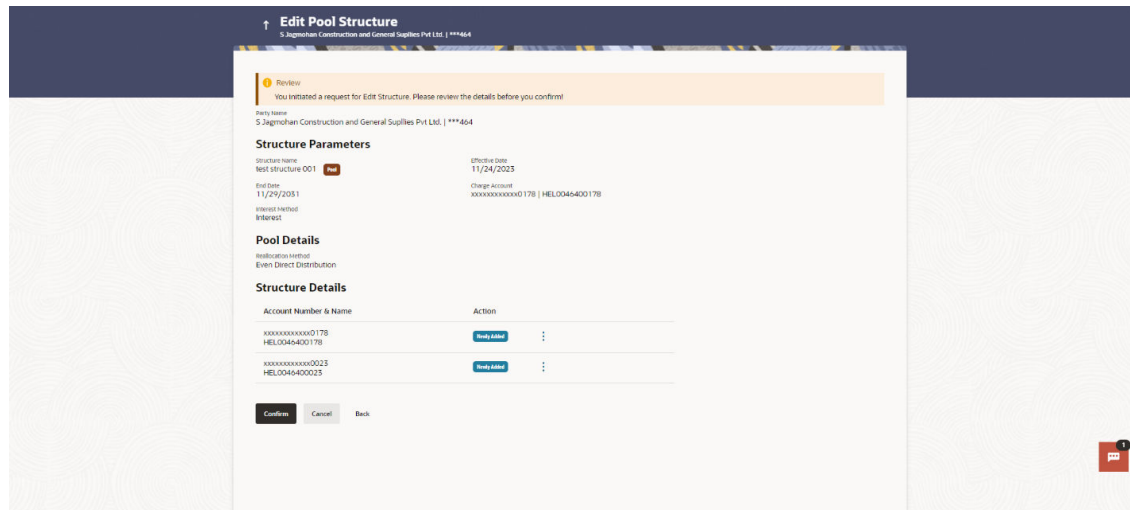 Edit Pool Structure
S Jagmohan Construction and General Supllies Pvt Ltd. | ***464
Review
You initiated a request for Edit Structure. Please review the details before you confirm!
Party Name
S Jagmohan Construction and General Supllies Pvt Ltd. | ***464
Structure Parameters
Structure Name
Effective Date
test structure 001 Pool
11/24/2023
End Date
Charge Account
11/29/2031
xxxxxxxxxxxx0178 | HEL0046400178
Interest Method
Interest
Pool Details
Reallocation Method
Even Direct Distribution
Structure Details
Account Number & Name
Action
xxxxxxxxxxxx0178
HEL0046400178
Newly Added
xxxxxxxxxxxx0023
HEL0046400023
Newly Added
Confirm
Cancel
Back
1